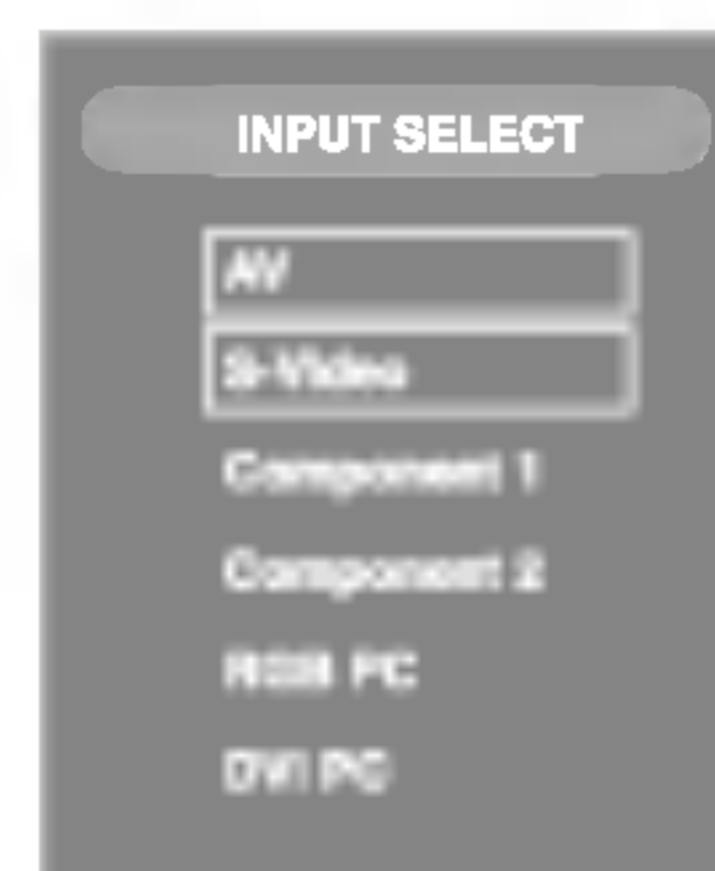 INPUT SELECT
AV
S-Video
Component 1
Component 2
RGB PC
DVI PC